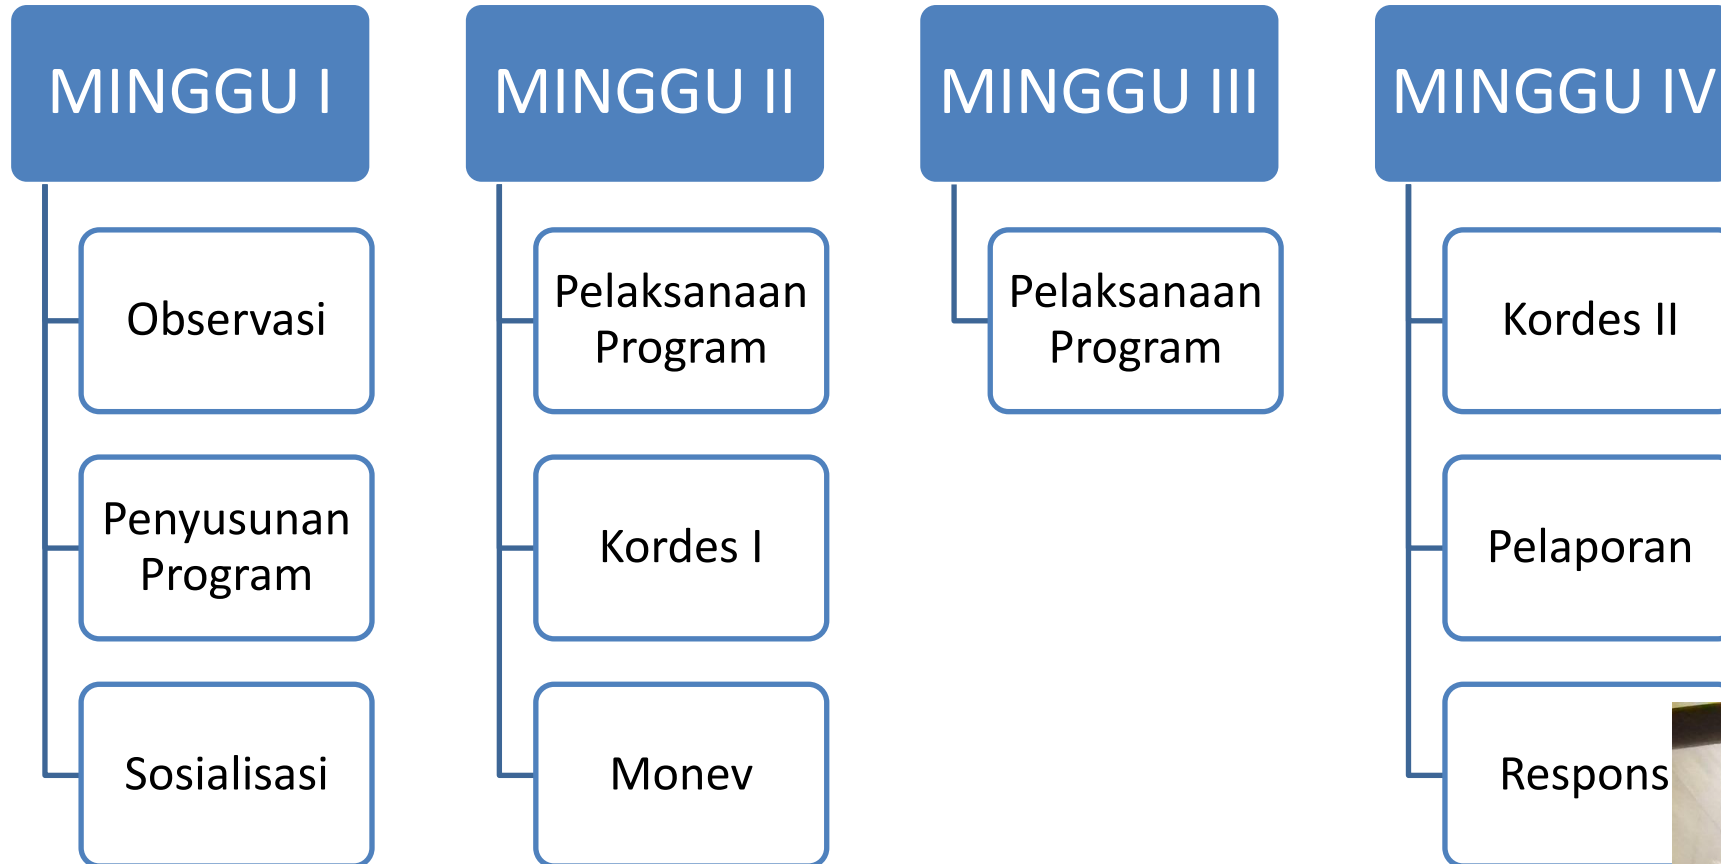 MINGGU I
Observasi
Penyusunan
Program
Sosialisasi
MINGGU II
Pelaksanaan
Program
Kordes I
Monev
MINGGU III
Pelaksanaan
Program
MINGGU IV
Kordes II
Pelaporan